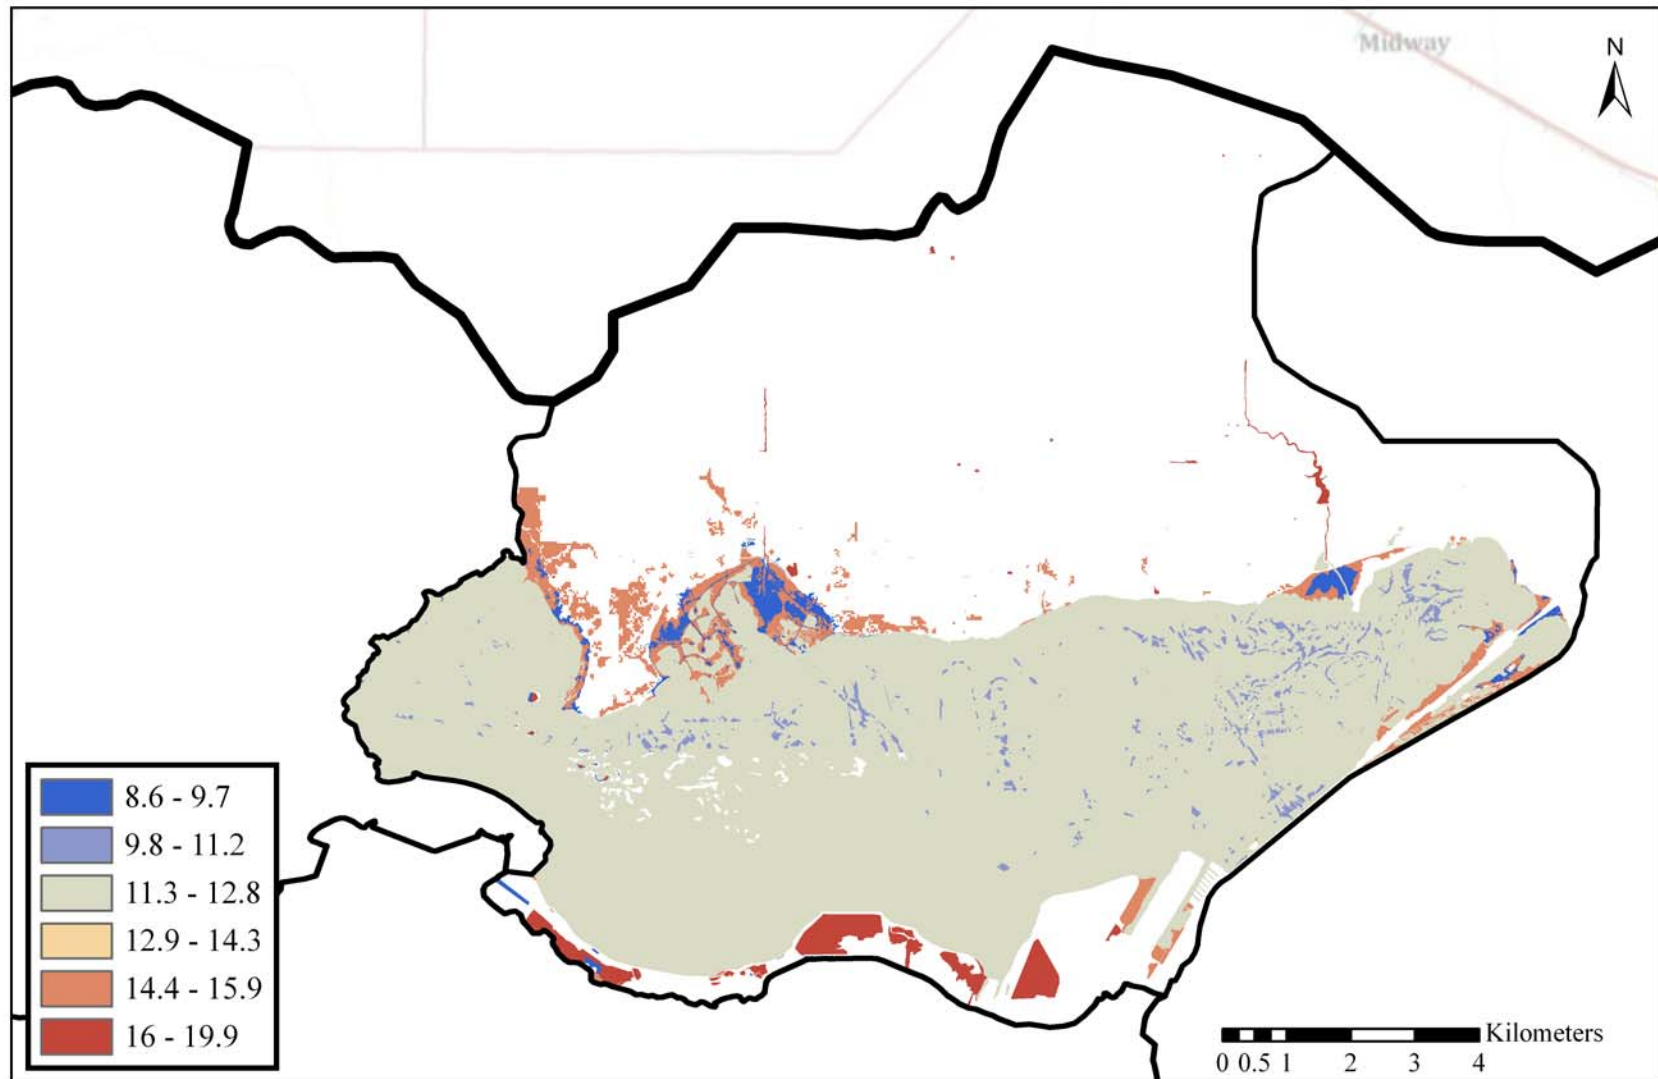 Midway
N
8.6 - 9.7
9.8 - 11.2
11.3 - 12.8
12.9 - 14.3
14.4 - 15.9
16 - 19.9
Kilometers
0 0.5 1 2 3 4